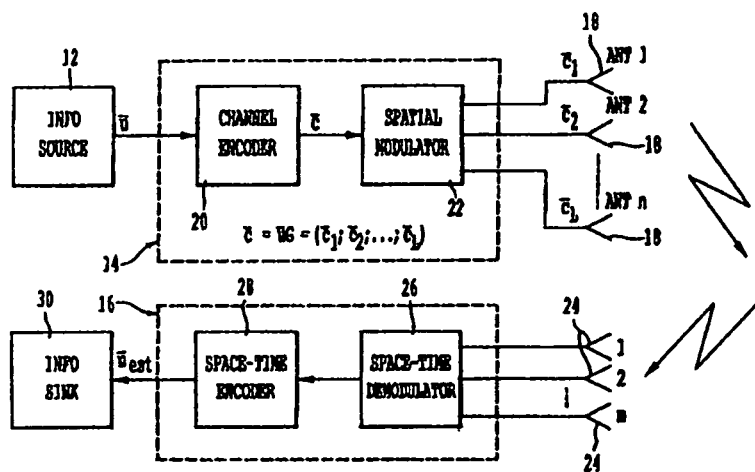 12
INFO
SOURCE
u̅
CHANNEL
ENCODER
20
c̅
SPATIAL
MODULATOR
22
c̅1
18
ANT 1
c̅2
ANT 2
18
c̅L
ANT n
18
c̅ = u̅G = (c̅1; c̅2; ...; c̅L)
14
16
30
INFO
SINK
u̅est
28
SPACE-TIME
ENCODER
26
SPACE-TIME
DEMODULATOR
24
1
2
m
24